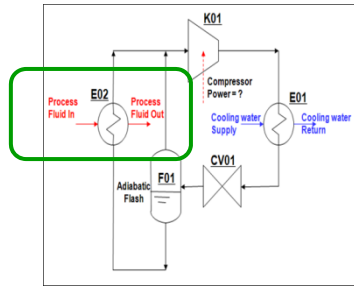 K01
E02
Process
Fluid In
Process
Fluid Out
Compressor
Power= ?
E01
Cooling water
Supply
Cooling water
Return
CV01
F01
Adiabatic
Flash